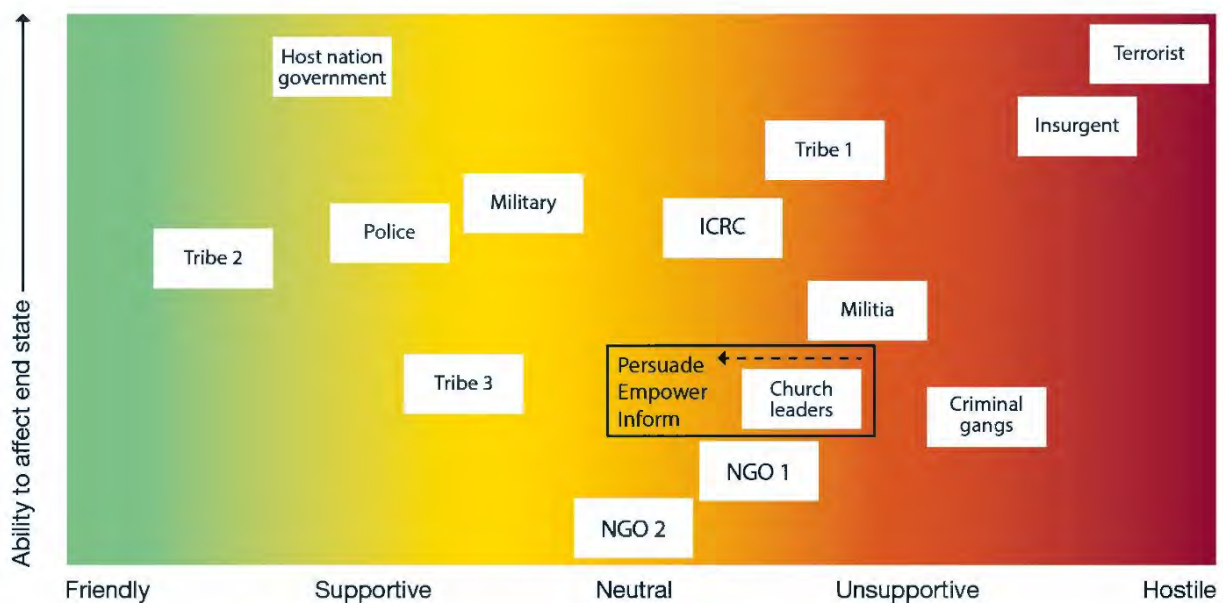 Ability to affect end state
Host nation
government
Terrorist
Insurgent
Tribe 1
Military
Police
ICRC
Tribe 2
Militia
Persuade
Empower
Inform
Church
leaders
Tribe 3
Criminal
gangs
NGO 1
NGO 2
Friendly
Supportive
Neutral
Unsupportive
Hostile